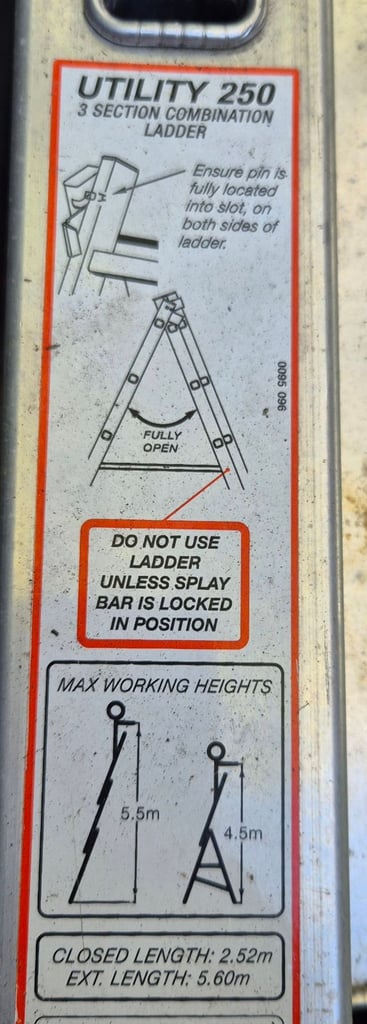 UTILITY 250
3 SECTION COMBINATION
LADDER
Ensure pin is
fully located
into slot, on
both sides of
ladder.
0095 096
FULLY
OPEN
DO NOT USE
LADDER
UNLESS SPLAY
BAR IS LOCKED
IN POSITION
MAX WORKING HEIGHTS
5.5m
4.5m
CLOSED LENGTH: 2.52m
EXT. LENGTH: 5.60m